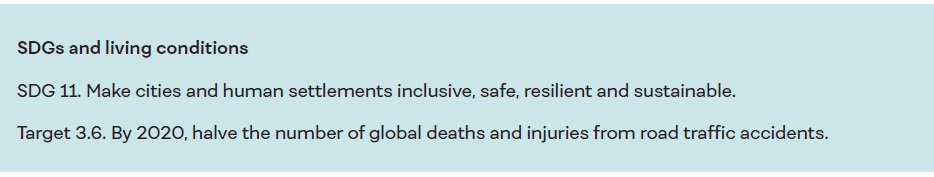 SDGs and living conditions
SDG 11. Make cities and human settlements inclusive, safe, resilient and sustainable.
Target 3.6. By 2020, halve the number of global deaths and injuries from road traffic accidents.